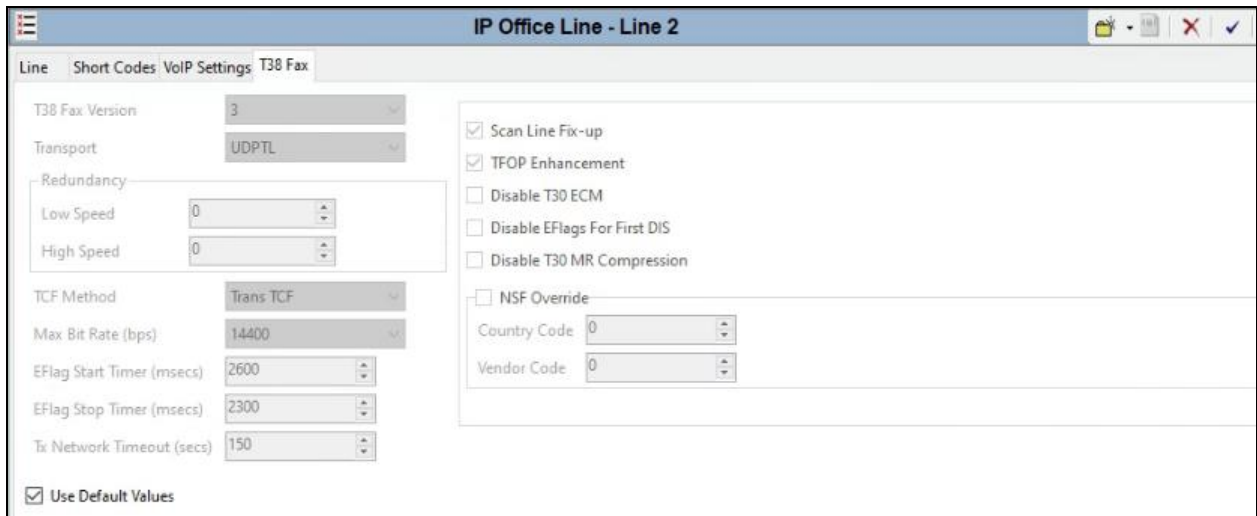 IP Office Line - Line 2
Line
Short Codes
VoIP Settings
T38 Fax
T38 Fax Version
3
Transport
UDPTL
Redundancy
Low Speed
0
High Speed
0
TCF Method
Trans TCF
Max Bit Rate (bps)
14400
EFlag Start Timer (msecs)
2600
EFlag Stop Timer (msecs)
2300
Tx Network Timeout (secs)
150
Use Default Values
Scan Line Fix-up
TFOP Enhancement
Disable T30 ECM
Disable EFlags For First DIS
Disable T30 MR Compression
NSF Override
Country Code
0
Vendor Code
0